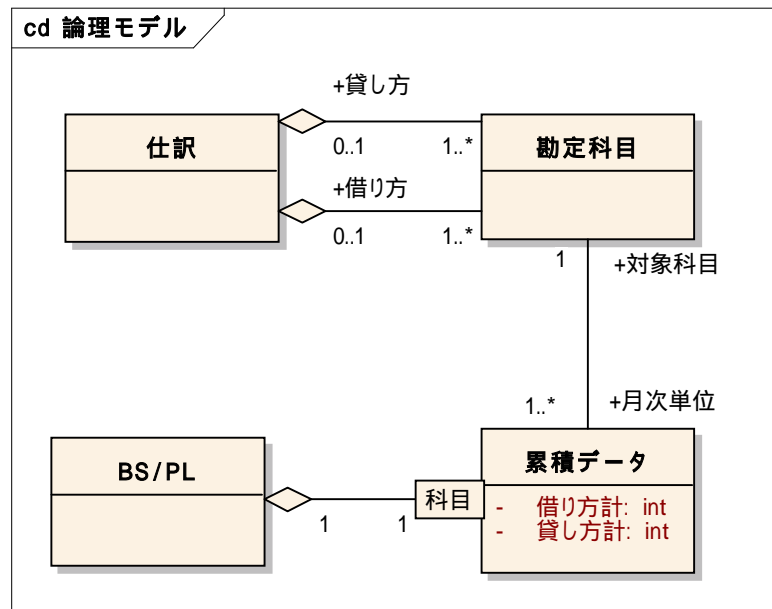 cd 論理モデル
+貸し方
仕訳
勘定科目
0..1
1..*
+借り方
0..1
1..*
1
+対象科目
1..*
+月次単位
BS/PL
累積データ
科目
- 借り方計: int
- 貸し方計: int
1
1